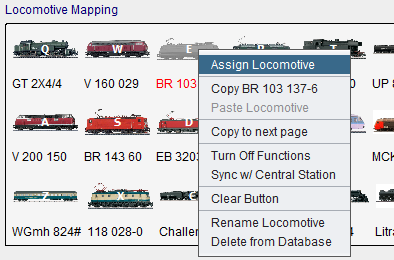 Locomotive Mapping
Q W E T
GT 2X4/4 V 160 029 BR 103 UP
A S D
V 200 150 BR 143 60 EB 3203 MCK
Z X
WGmh 824# 118 028-0 Challen Litra
Assign Locomotive
Copy BR 103 137-6
Paste Locomotive
Copy to next page
Turn Off Functions
Sync w/ Central Station
Clear Button
Rename Locomotive
Delete from Database